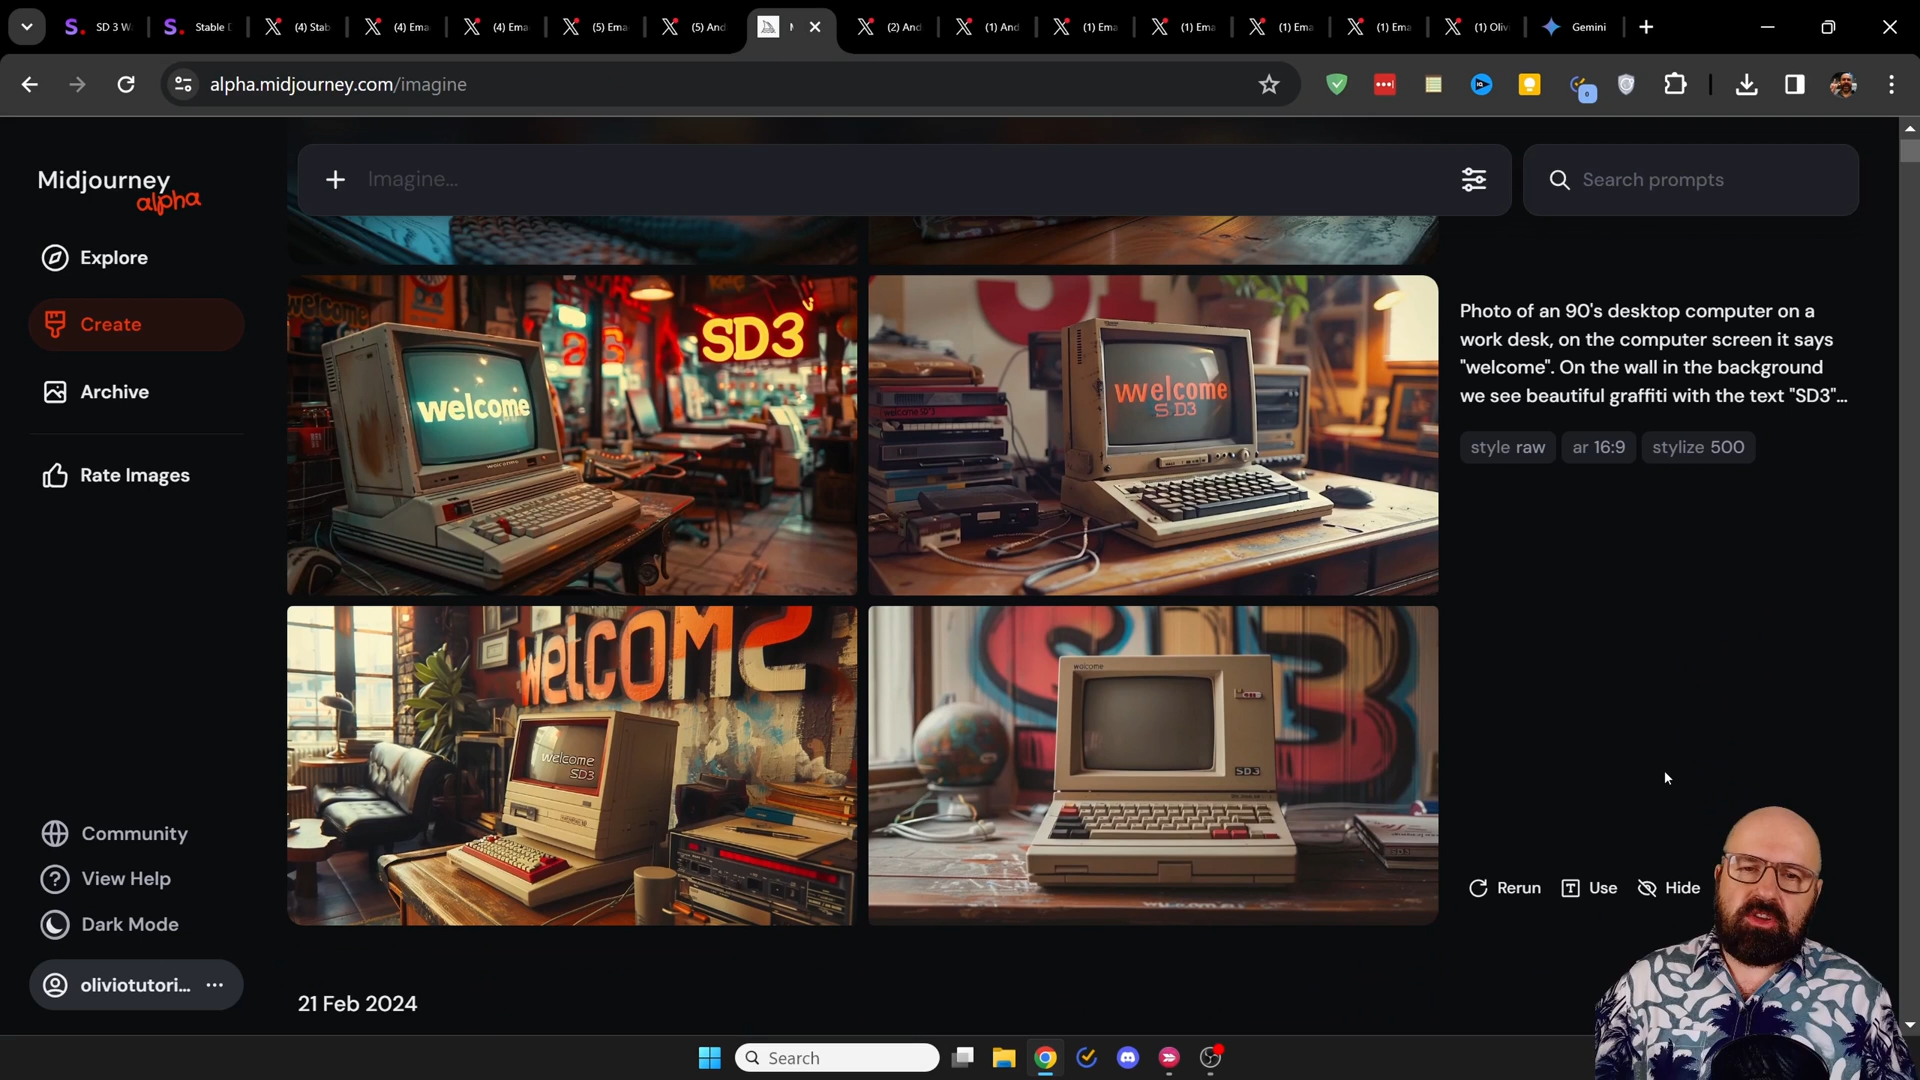 SD 3 W
Stable D
(4) Stab
(4) Ema
(4) Ema
(5) Ema
(5) And
(2) And
(1) And
(1) Ema
(1) Ema
(1) Ema
(1) Ema
(1) Oliv
Gemini
alpha.midjourney.com/imagine
Midjourney
alpha
Imagine...
Search prompts
Explore
Create
Archive
Rate Images
welcome
SD3
welcome
welcome
S D3
Photo of an 90's desktop computer on a
work desk, on the computer screen it says
"welcome". On the wall in the background
we see beautiful graffiti with the text "SD3"...
style raw
ar 16:9
stylize 500
welcom
welcome
SD3
welcome
SD3
Rerun
Use
Hide
Community
View Help
Dark Mode
oliviotutori...
21 Feb 2024
Search